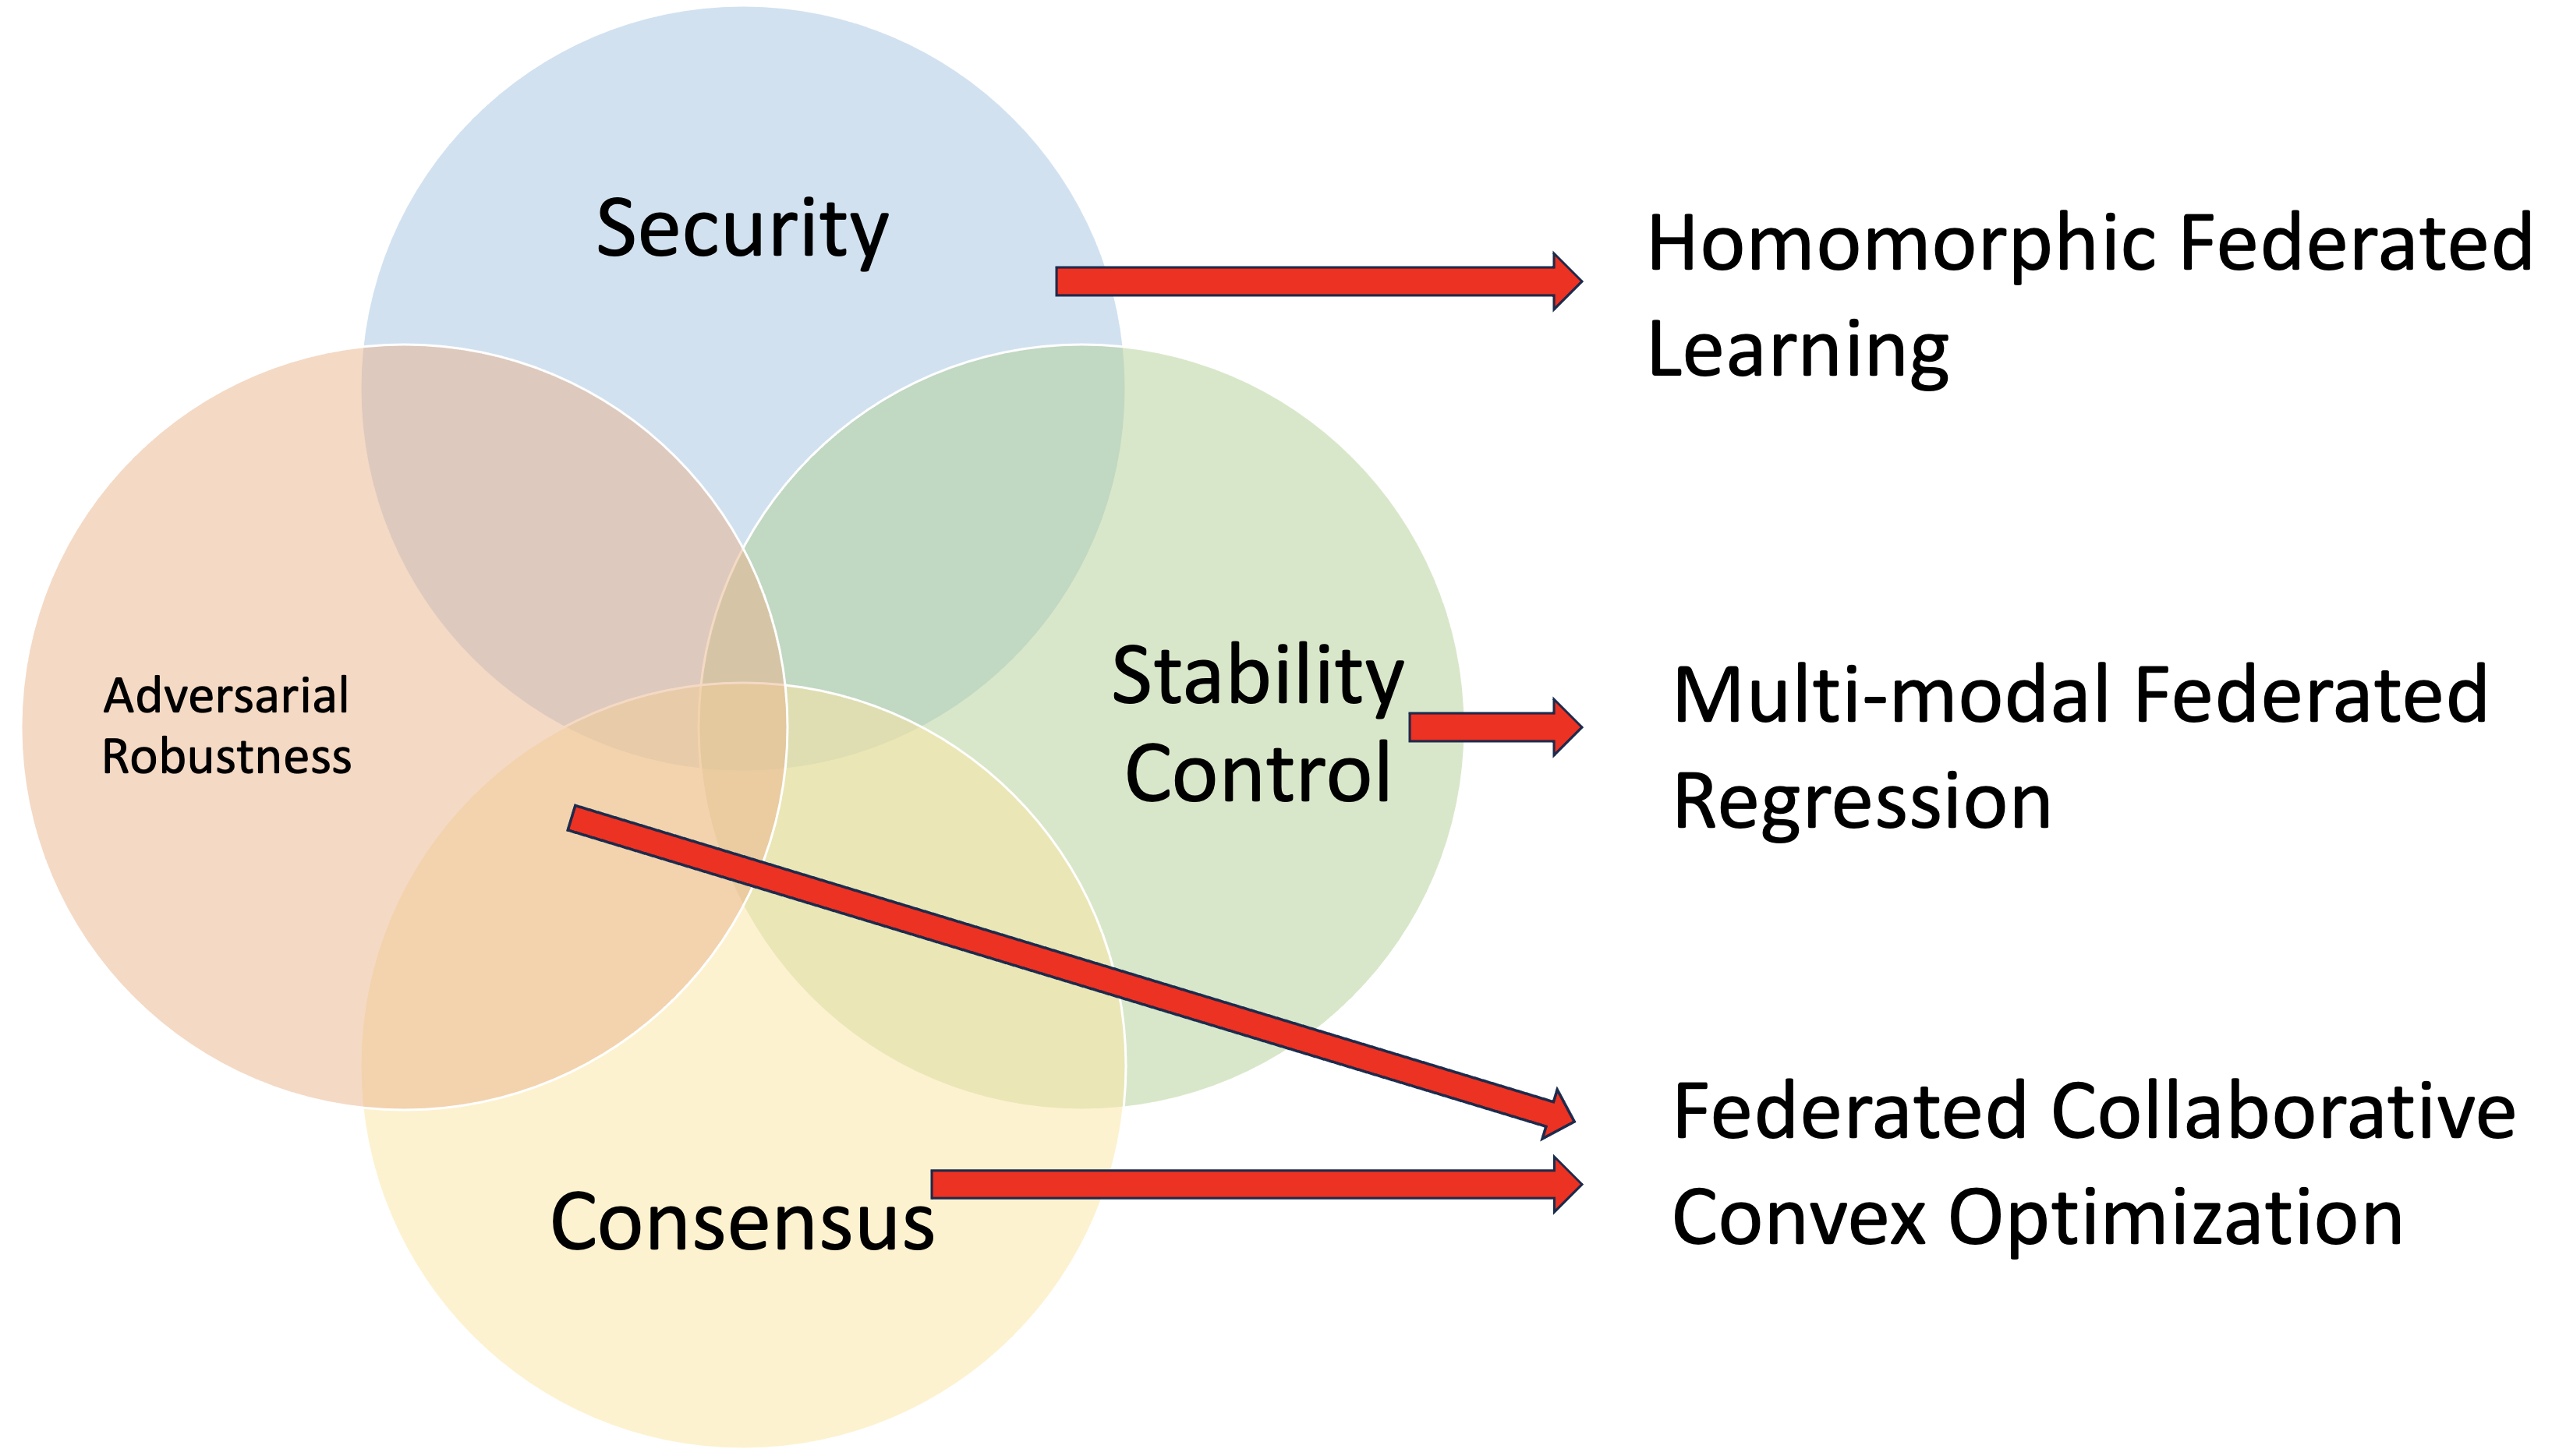 Security
Homomorphic Federated
Learning
Adversarial
Robustness
Stability
Control
Multi-modal Federated
Regression
Consensus
Federated Collaborative
Convex Optimization